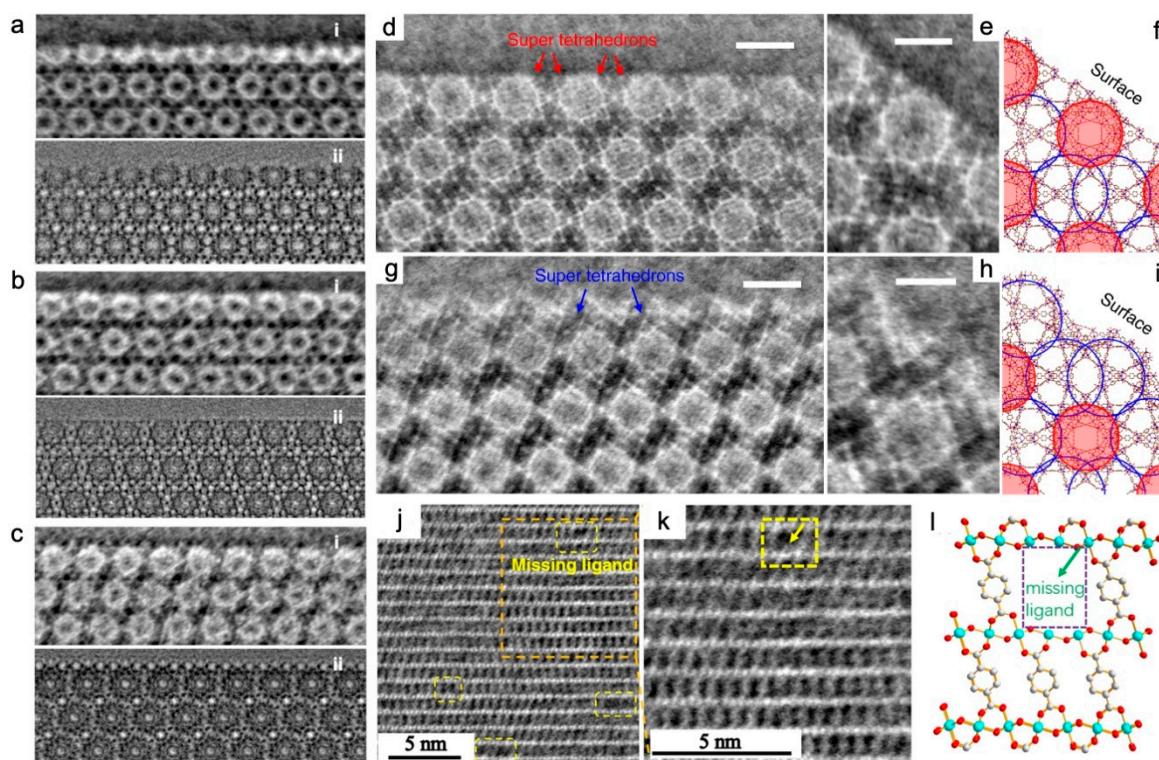 a
i
ii
b
i
ii
c
i
ii
d
Super tetrahedrons
e
f
Surface
g
Super tetrahedrons
h
i
Surface
j
Missing ligand
5 nm
k
5 nm
l
missing
ligand